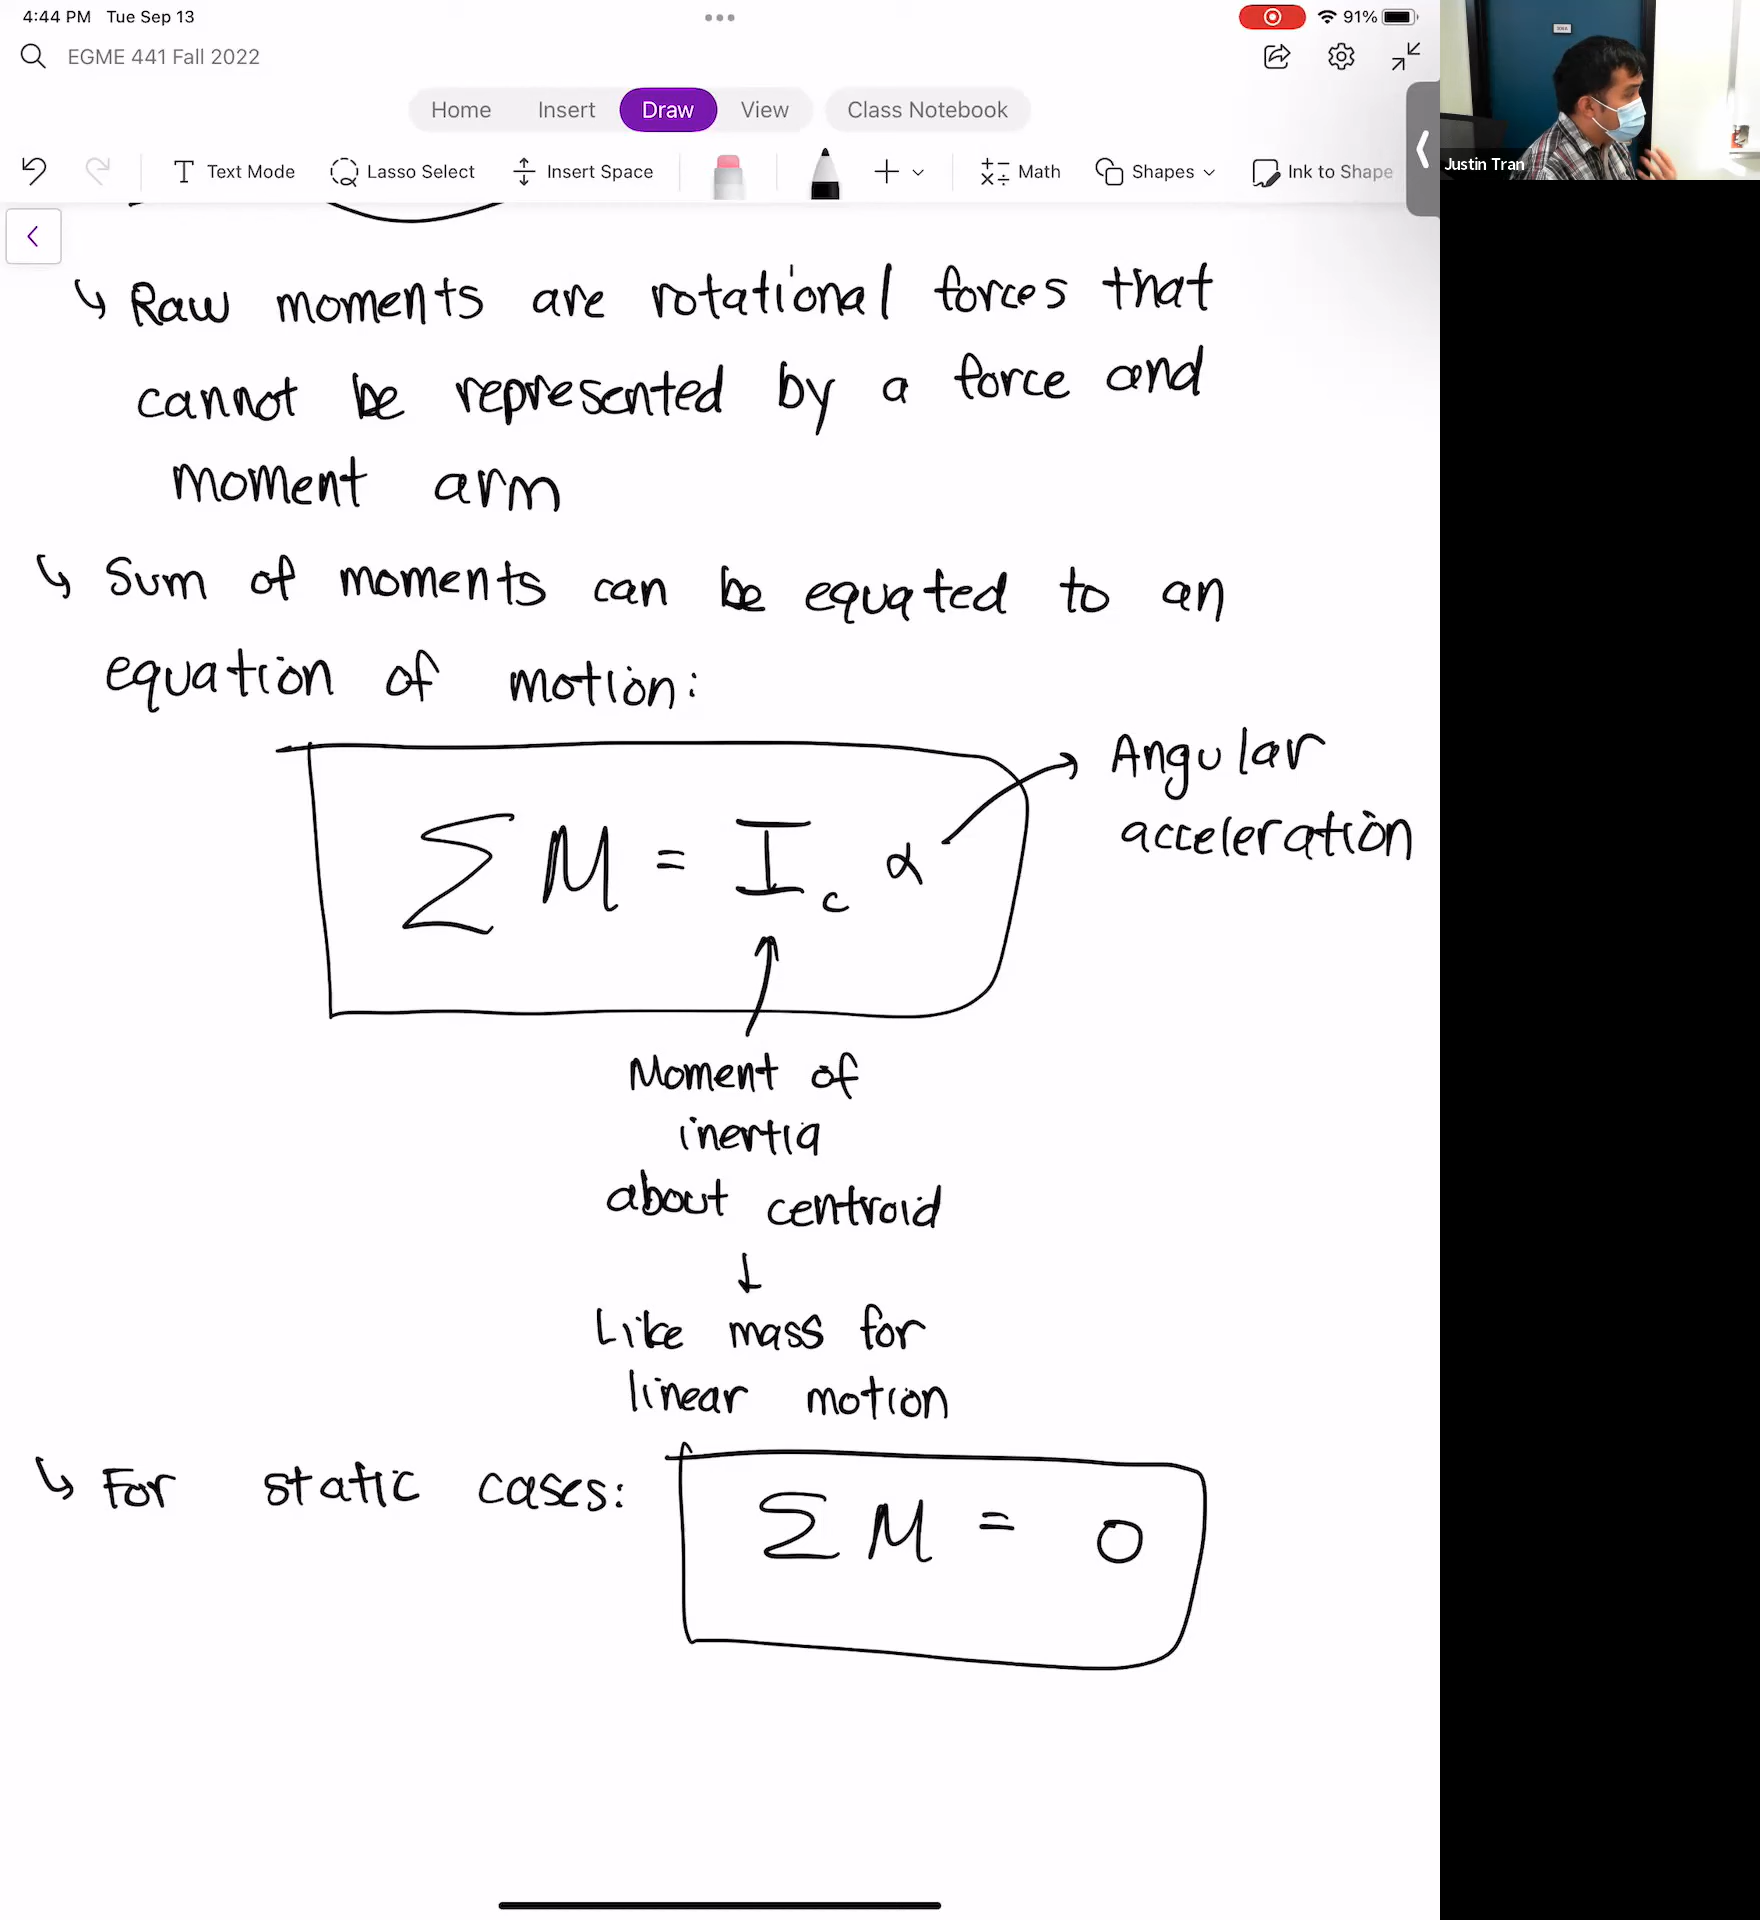 4:44 PM Tue Sep 13
91%
EGME 441 Fall 2022
Home Insert Draw View Class Notebook
Text Mode Lasso Select Insert Space Math Shapes Ink to Shape
Justin Tran
↳ Raw moments are rotational forces that
cannot be represented by a force and
moment arm
↳ Sum of moments can be equated to an
equation of motion:
Angular
acceleration
∑ M = I_c α
Moment of
inertia
about centroid
↓
Like mass for
linear motion
↳ For static cases:
∑ M = 0